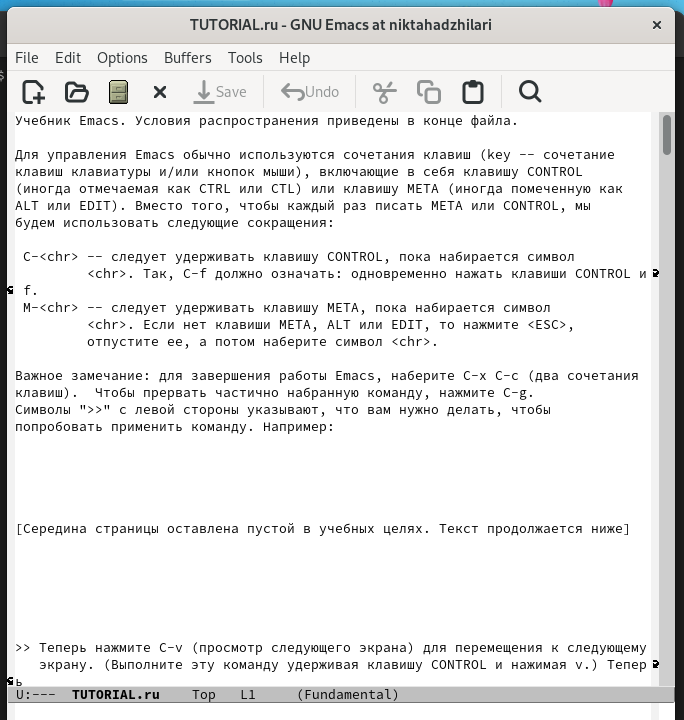 TUTORIAL.ru - GNU Emacs at niktahadzhilari
File Edit Options Buffers Tools Help
Save Undo
Учебник Emacs. Условия распространения приведены в конце файла.
Для управления Emacs обычно используются сочетания клавиш (key -- сочетание
клавиш клавиатуры и/или кнопок мыши), включающие в себя клавишу CONTROL
(иногда отмечаемая как CTRL или CTL) или клавишу META (иногда помеченную как
ALT или EDIT). Вместо того, чтобы каждый раз писать META или CONTROL, мы
будем использовать следующие сокращения:
C-<chr> -- следует удерживать клавишу CONTROL, пока набирается символ
<chr>. Так, C-f должно означать: одновременно нажать клавиши CONTROL и
f.
M-<chr> -- следует удерживать клавишу META, пока набирается символ
<chr>. Если нет клавиши META, ALT или EDIT, то нажмите <ESC>,
отпустите ее, а потом наберите символ <chr>.
Важное замечание: для завершения работы Emacs, наберите C-x C-c (два сочетания
клавиш).  Чтобы прервать частично набранную команду, нажмите C-g.
Символы ">>" с левой стороны указывают, что вам нужно делать, чтобы
попробовать применить команду. Например:
[Середина страницы оставлена пустой в учебных целях. Текст продолжается ниже]
>> Теперь нажмите C-v (просмотр следующего экрана) для перемещения к следующему
экрану. (Выполните эту команду удерживая клавишу CONTROL и нажимая v.) Тепер
ь
U:--- TUTORIAL.ru Top L1 (Fundamental)